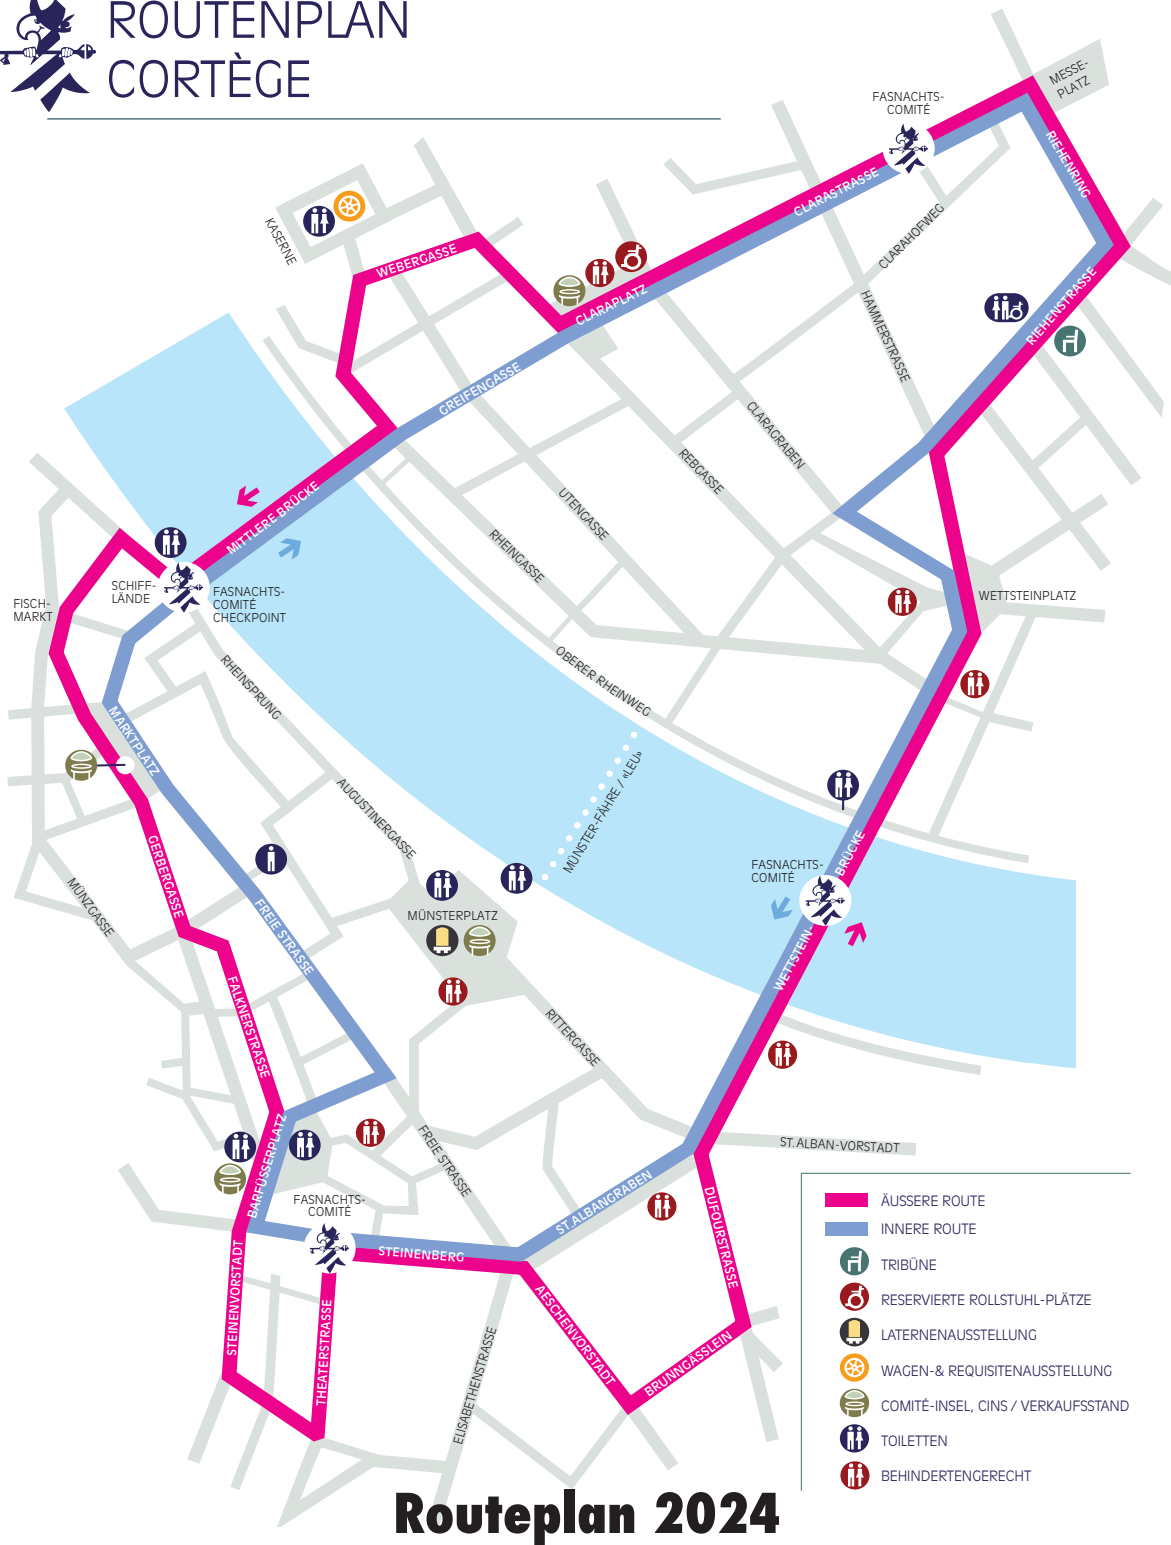 ROUTENPLAN
CORTÈGE
MESSE-
PLATZ
FASNACHTS-
COMITÉ
RIEHENRING
CLARASTRASSE
CLARAHOFWEG
KASERNE
WEBERGASSE
CLARAPLATZ
HAMMERSTRASSE
RIEHENSTRASSE
GREIFENGASSE
CLARAGRABEN
REBGASSE
UTENGASSE
RHEINGASSE
MITTLERE BRÜCKE
SCHIFF-
LÄNDE
FASNACHTS-
COMITÉ
CHECKPOINT
FISCH-
MARKT
WETTSTEINPLATZ
OBERER RHEINWEG
RHEINSPRUNG
MARKTPLATZ
MÜNSTER-FÄHRE / «LEU»
AUGUSTINERGASSE
GERBERGASSE
BRÜCKE
FASNACHTS-
COMITÉ
WETTSTEIN-
MÜNZGASSE
FREIE STRASSE
MÜNSTERPLATZ
FALKNERSTRASSE
RITTERGASSE
BARFÜSSERPLATZ
FREIE STRASSE
ST. ALBAN-VORSTADT
FASNACHTS-
COMITÉ
ST. ALBANGRABEN
DUFOURSTRASSE
STEINENBERG
STEINENVORSTADT
THEATERSTRASSE
AESCHENVORSTADT
BRUNNGÄSSLEIN
ELISABETHENSTRASSE
ÄUSSERE ROUTE
INNERE ROUTE
TRIBÜNE
RESERVIERTE ROLLSTUHL-PLÄTZE
LATERNENAUSSTELLUNG
WAGEN-& REQUISITENAUSSTELLUNG
COMITÉ-INSEL, CINS / VERKAUFSSTAND
TOILETTEN
BEHINDERTENGERECHT
Routeplan 2024